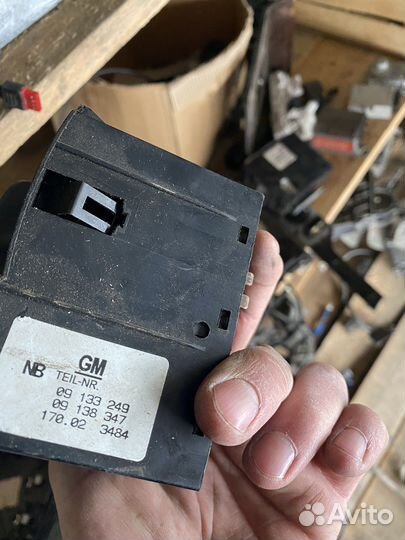 GM
NB TEIL-NR.
09 133 249
09 138 347
170.02 3484
Avito